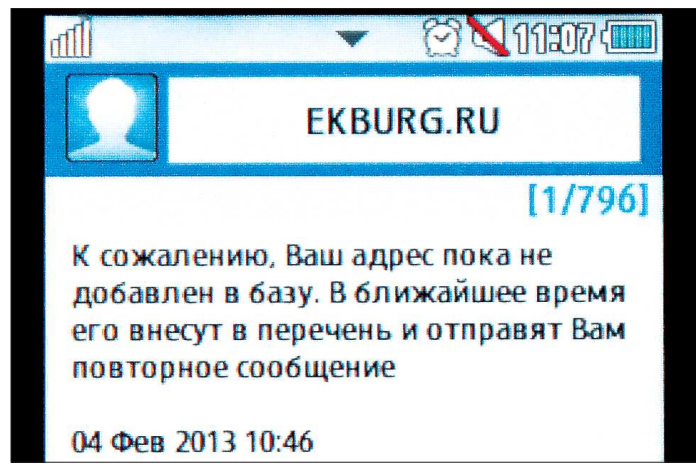 11:07
EKBURG.RU
[1/796]
К сожалению, Ваш адрес пока не
добавлен в базу. В ближайшее время
его внесут в перечень и отправят Вам
повторное сообщение
04 Фев 2013 10:46